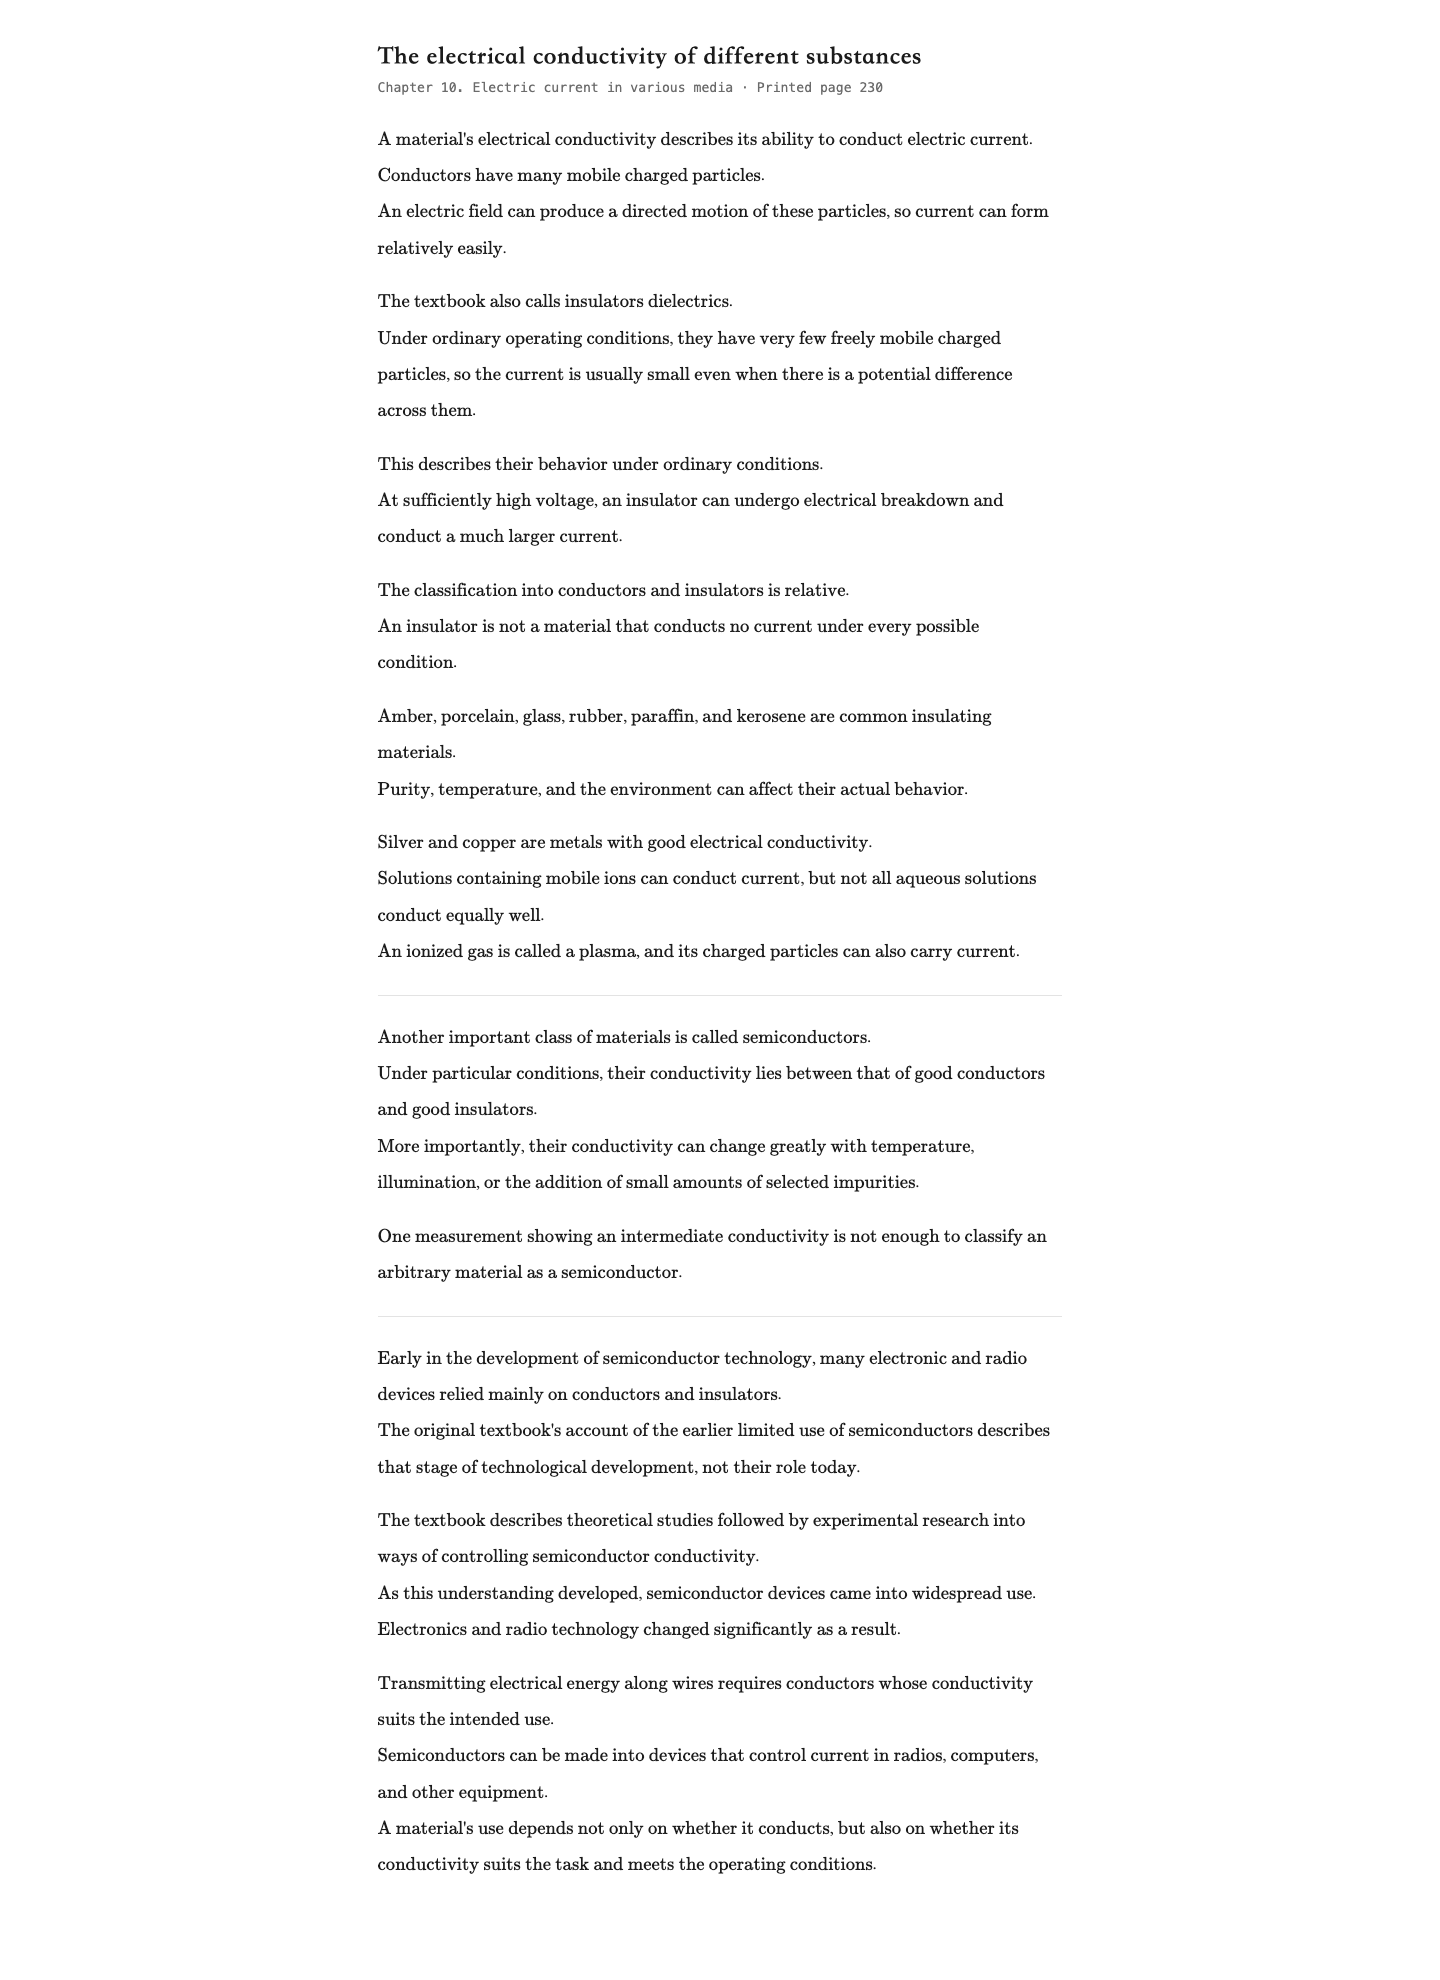 The electrical conductivity of different substances
Chapter 10. Electric current in various media · Printed page 230
A material's electrical conductivity describes its ability to conduct electric current.
Conductors have many mobile charged particles.
An electric field can produce a directed motion of these particles, so current can form
relatively easily.
The textbook also calls insulators dielectrics.
Under ordinary operating conditions, they have very few freely mobile charged
particles, so the current is usually small even when there is a potential difference
across them.
This describes their behavior under ordinary conditions.
At sufficiently high voltage, an insulator can undergo electrical breakdown and
conduct a much larger current.
The classification into conductors and insulators is relative.
An insulator is not a material that conducts no current under every possible
condition.
Amber, porcelain, glass, rubber, paraffin, and kerosene are common insulating
materials.
Purity, temperature, and the environment can affect their actual behavior.
Silver and copper are metals with good electrical conductivity.
Solutions containing mobile ions can conduct current, but not all aqueous solutions
conduct equally well.
An ionized gas is called a plasma, and its charged particles can also carry current.
Another important class of materials is called semiconductors.
Under particular conditions, their conductivity lies between that of good conductors
and good insulators.
More importantly, their conductivity can change greatly with temperature,
illumination, or the addition of small amounts of selected impurities.
One measurement showing an intermediate conductivity is not enough to classify an
arbitrary material as a semiconductor.
Early in the development of semiconductor technology, many electronic and radio
devices relied mainly on conductors and insulators.
The original textbook's account of the earlier limited use of semiconductors describes
that stage of technological development, not their role today.
The textbook describes theoretical studies followed by experimental research into
ways of controlling semiconductor conductivity.
As this understanding developed, semiconductor devices came into widespread use.
Electronics and radio technology changed significantly as a result.
Transmitting electrical energy along wires requires conductors whose conductivity
suits the intended use.
Semiconductors can be made into devices that control current in radios, computers,
and other equipment.
A material's use depends not only on whether it conducts, but also on whether its
conductivity suits the task and meets the operating conditions.